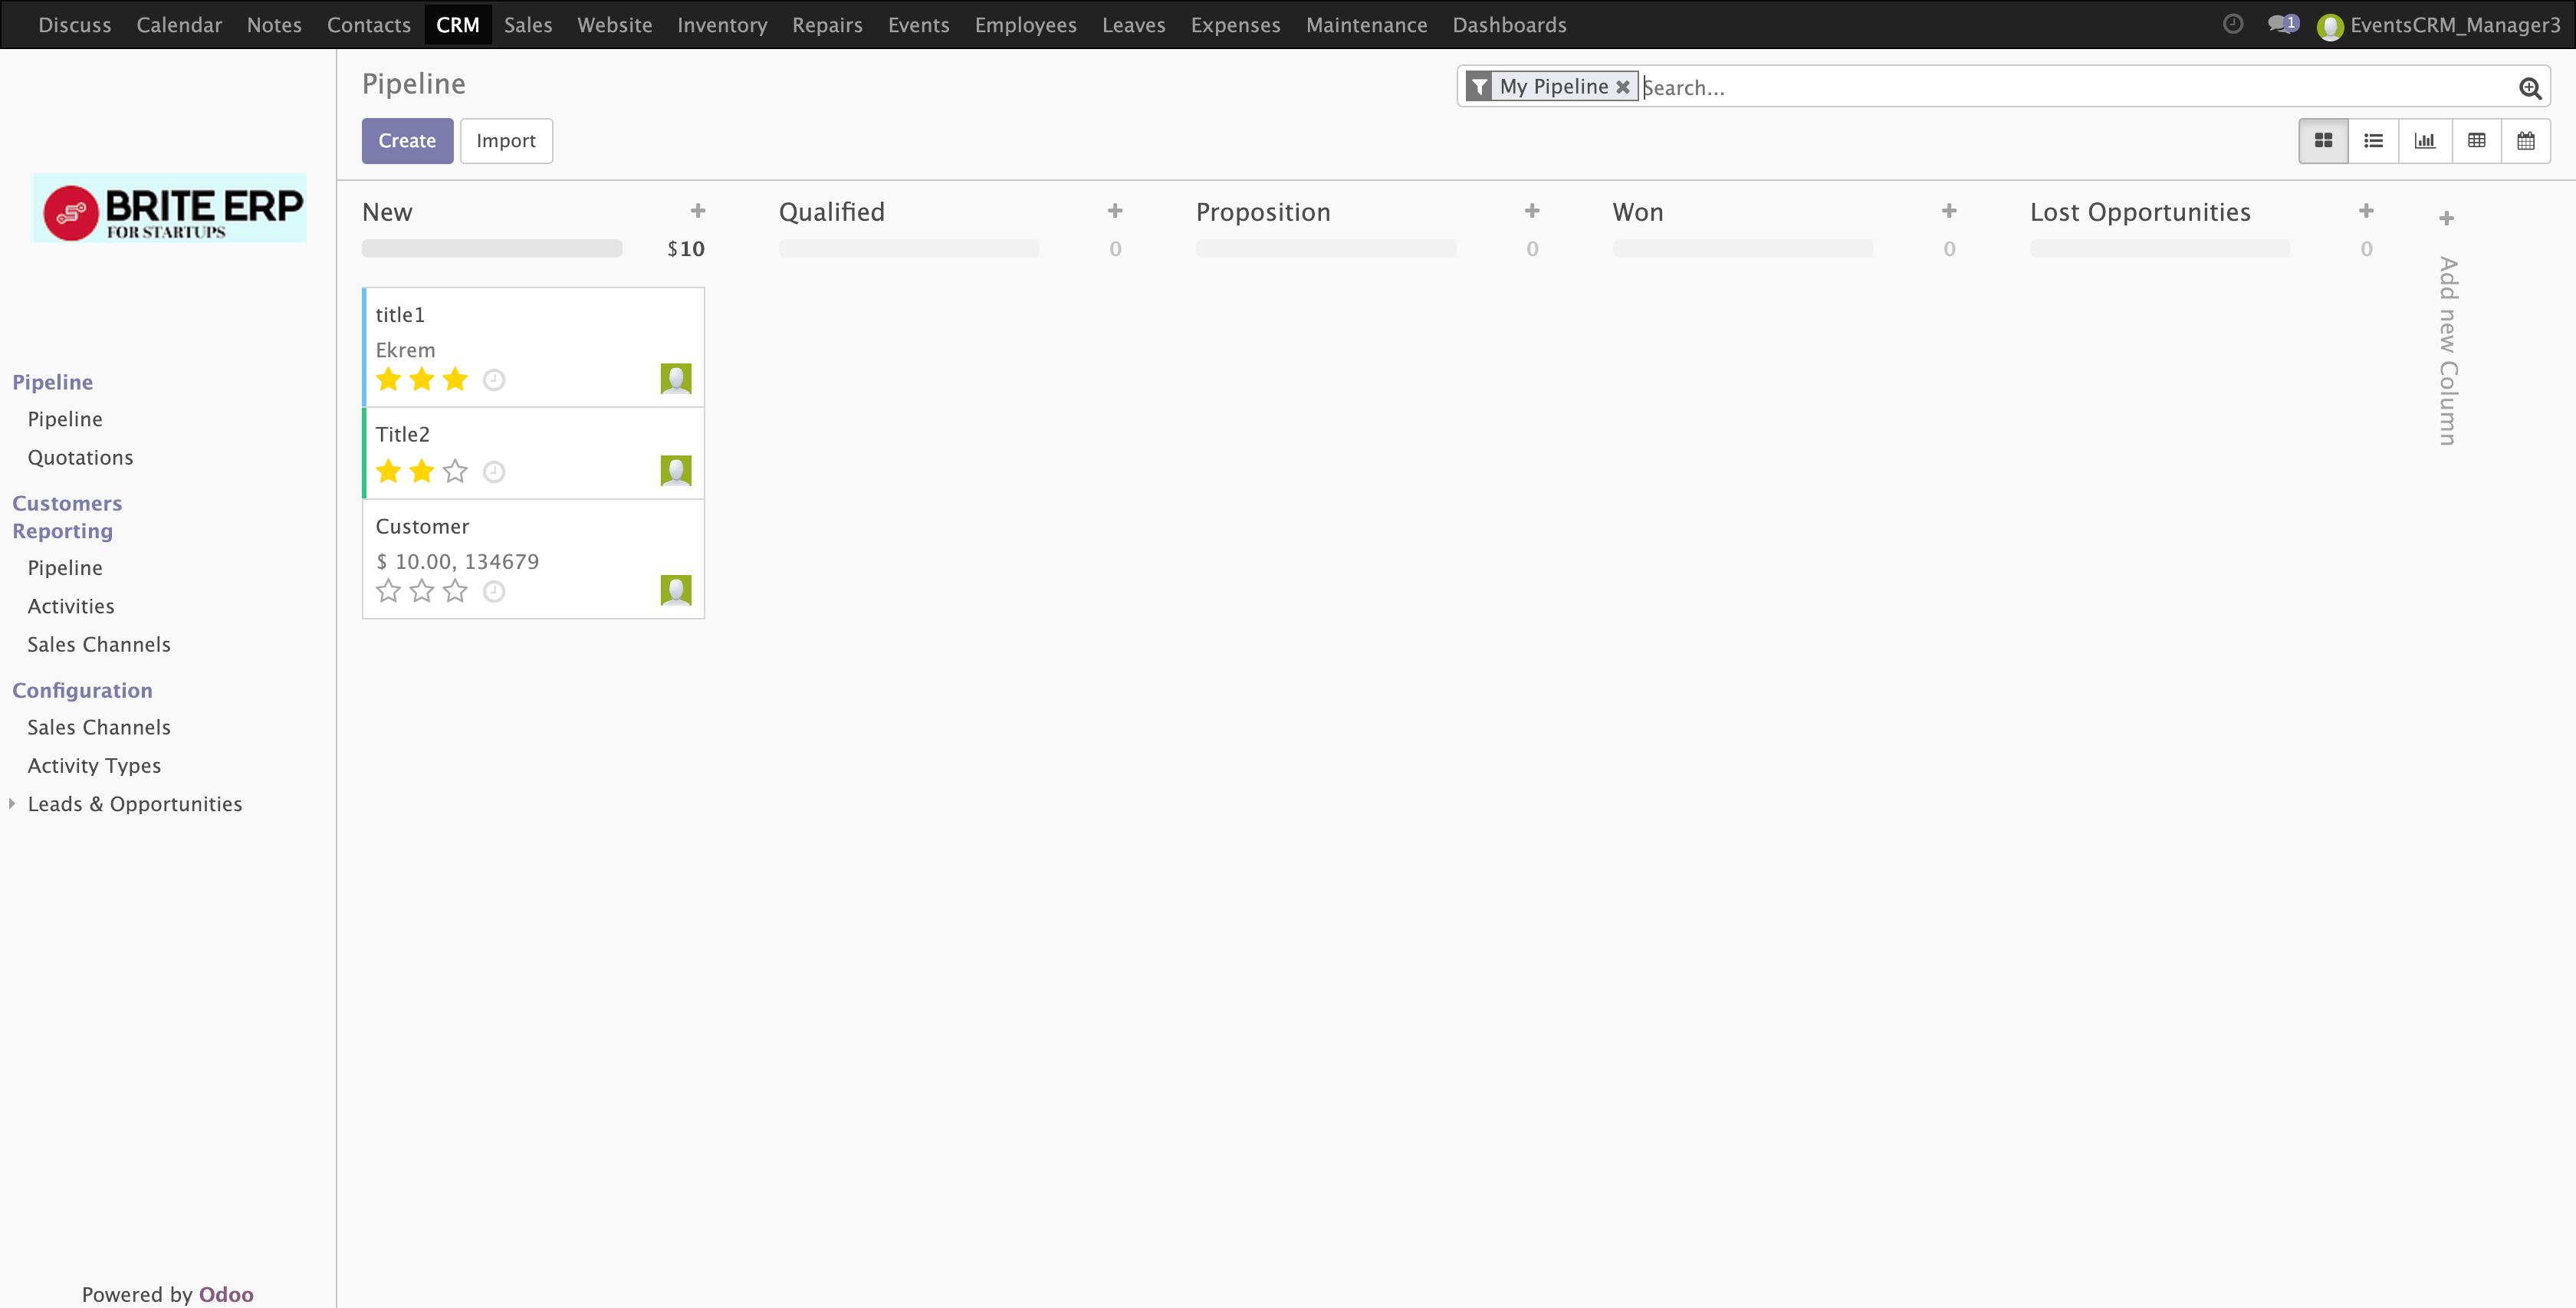 Discuss Calendar Notes Contacts CRM Sales Website Inventory Repairs Events Employees Leaves Expenses Maintenance Dashboards 1 EventsCRM_Manager3
Pipeline
My Pipeline Search...
Create Import
BRITE ERP
FOR STARTUPS
Pipeline
Pipeline
Quotations
Customers
Reporting
Pipeline
Activities
Sales Channels
Configuration
Sales Channels
Activity Types
Leads & Opportunities
Powered by Odoo
New
$10
title1
Ekrem
Title2
Customer
$ 10.00, 134679
Qualified
0
Proposition
0
Won
0
Lost Opportunities
0
Add new Column